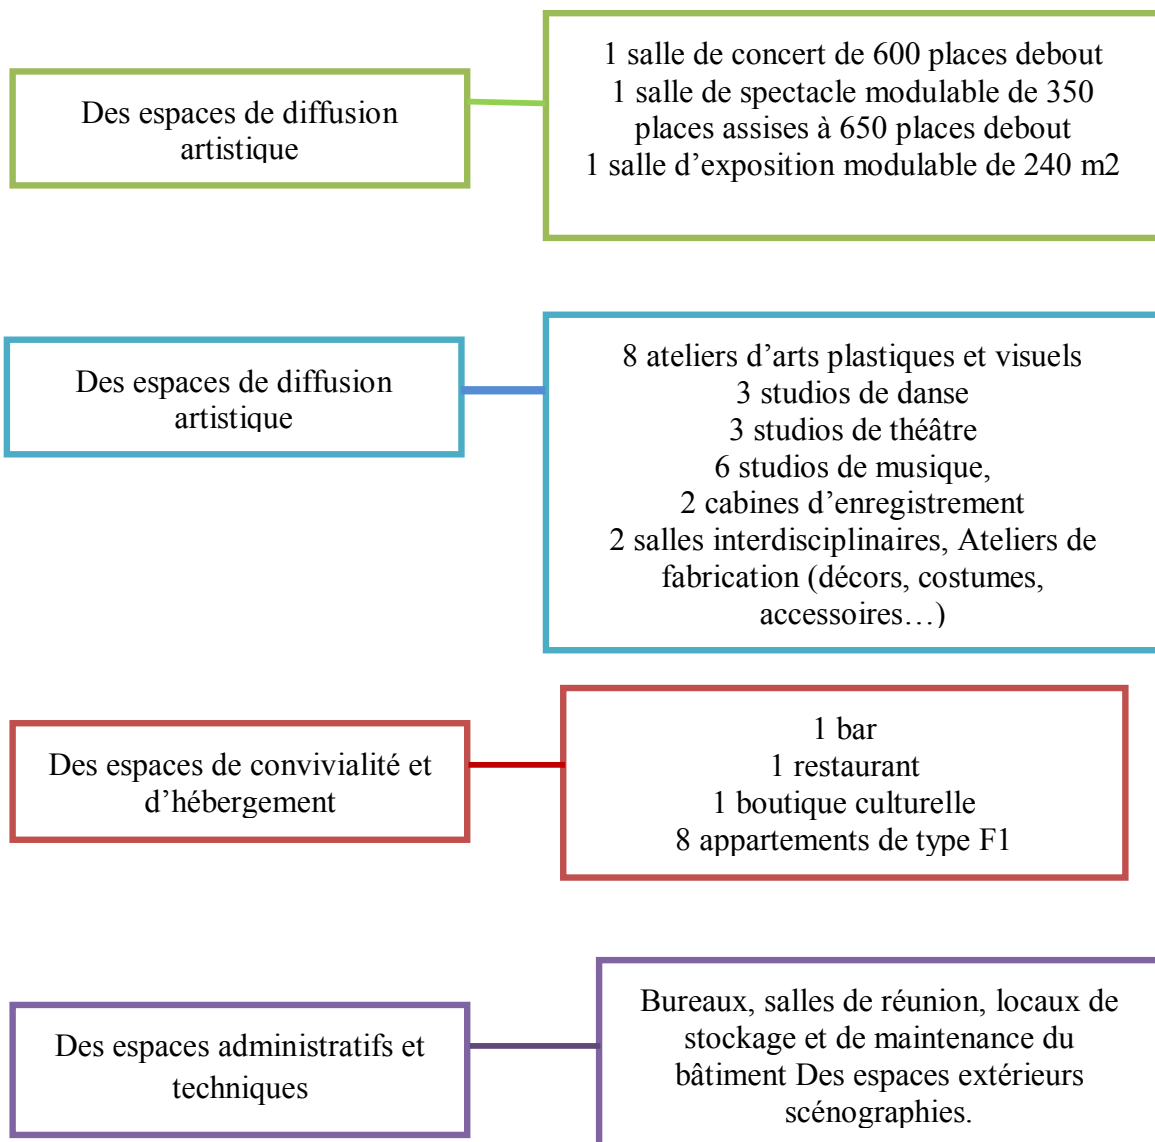 Des espaces de diffusion
artistique
1 salle de concert de 600 places debout
1 salle de spectacle modulable de 350
places assises à 650 places debout
1 salle d’exposition modulable de 240 m2
Des espaces de diffusion
artistique
8 ateliers d’arts plastiques et visuels
3 studios de danse
3 studios de théâtre
6 studios de musique,
2 cabines d’enregistrement
2 salles interdisciplinaires, Ateliers de
fabrication (décors, costumes,
accessoires…)
Des espaces de convivialité et
d’hébergement
1 bar
1 restaurant
1 boutique culturelle
8 appartements de type F1
Des espaces administratifs et
techniques
Bureaux, salles de réunion, locaux de
stockage et de maintenance du
bâtiment Des espaces extérieurs
scénographies.